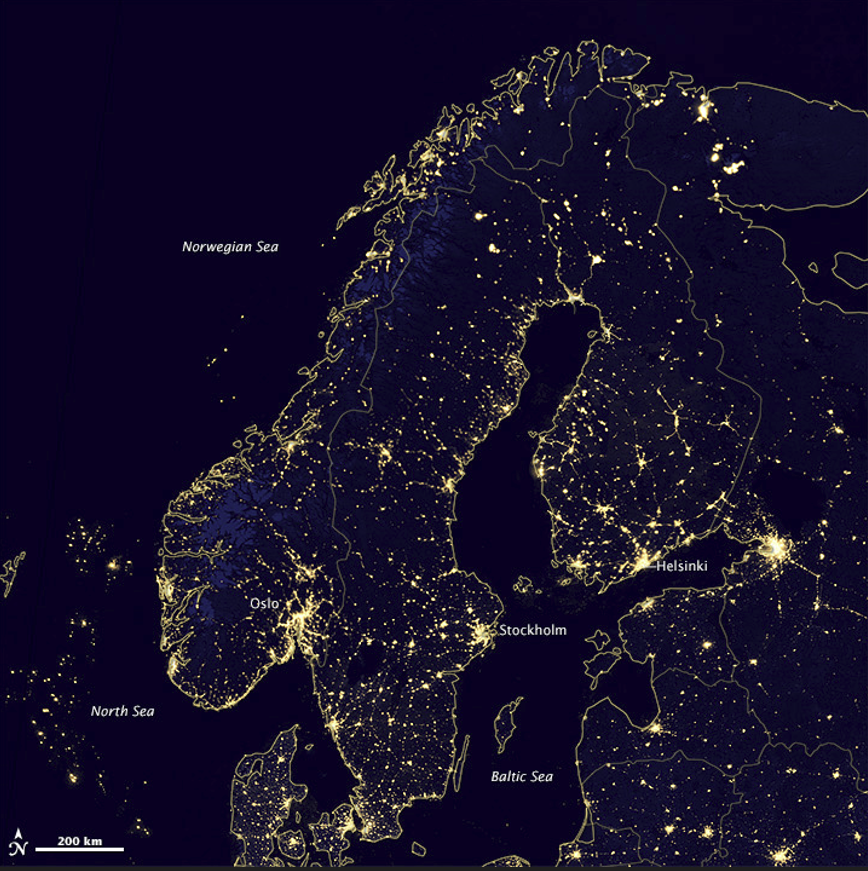 Norwegian Sea
Helsinki
Oslo
Stockholm
North Sea
Baltic Sea
N
200 km